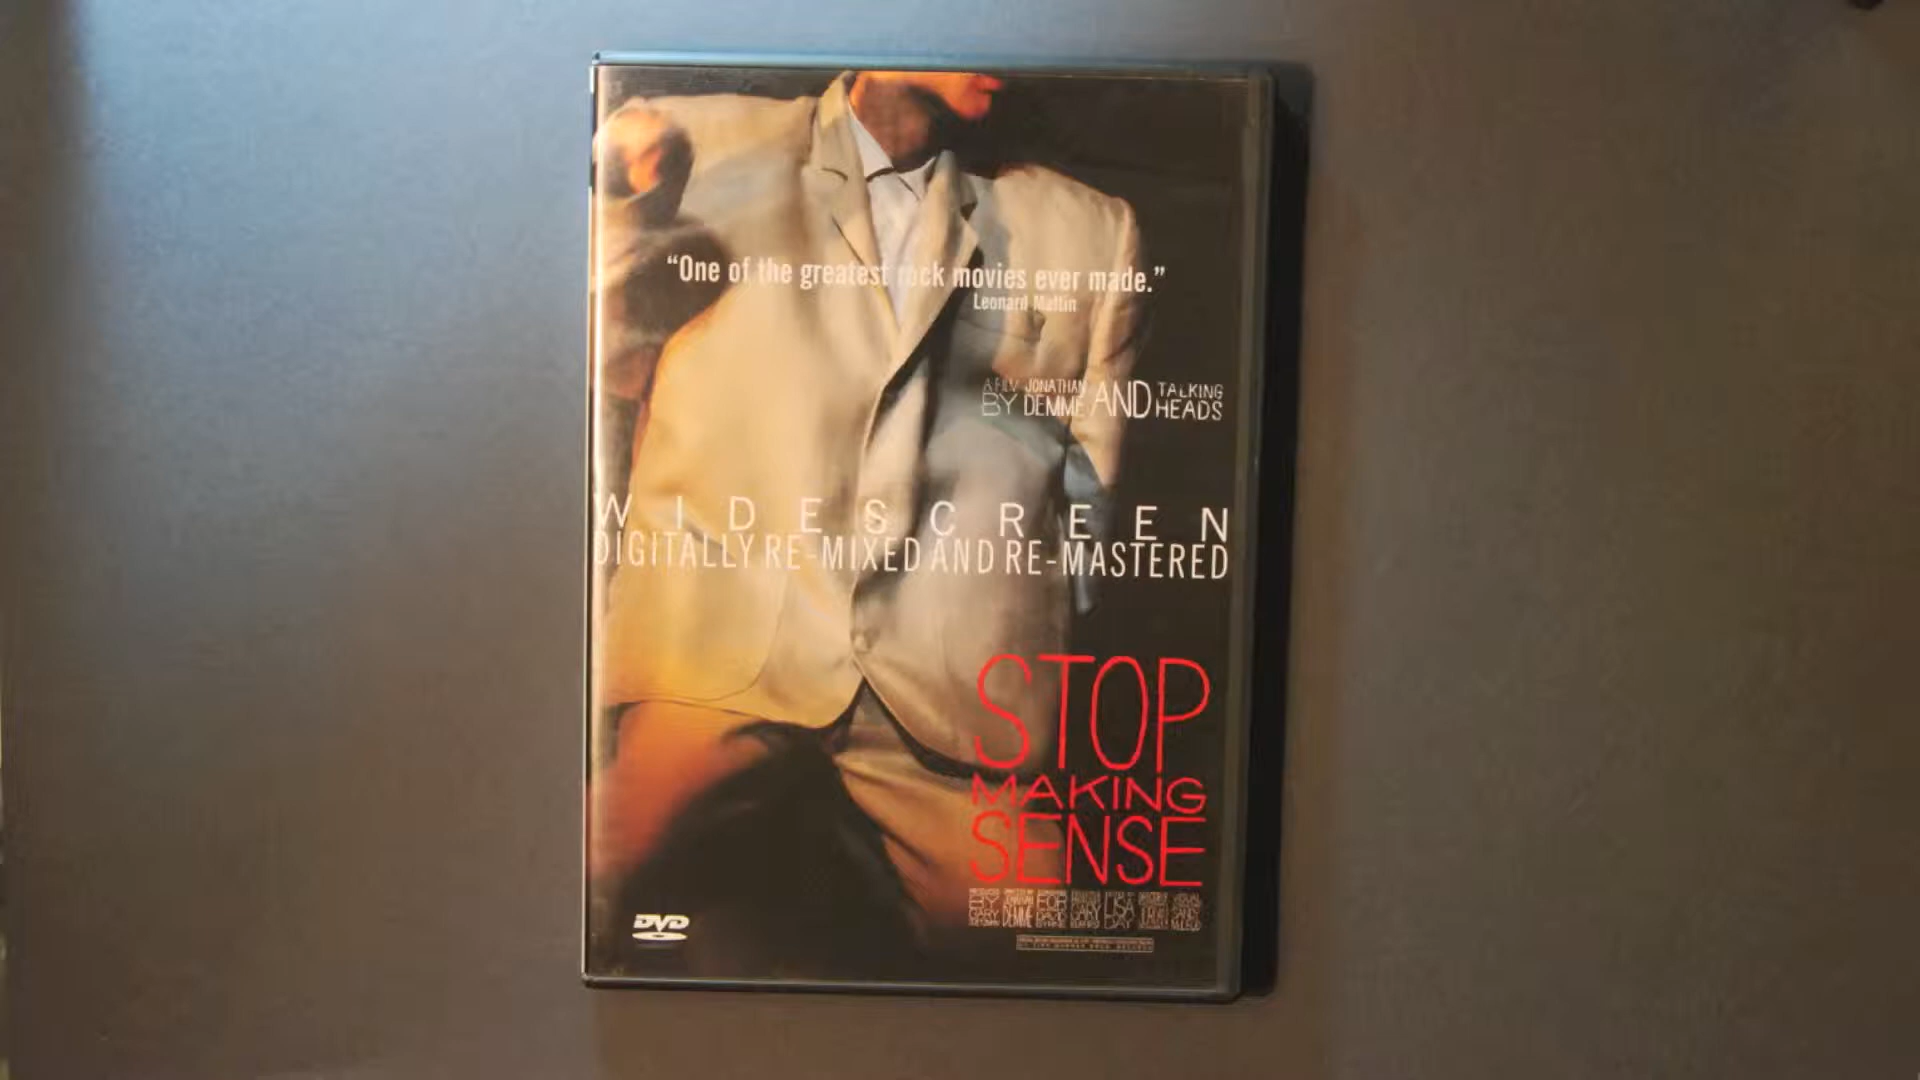 “One of the greatest rock movies ever made.”
Leonard Maltin
A FILM BY JONATHAN DEMME AND TALKING HEADS
WIDESCREEN
DIGITALLY RE-MIXED AND RE-MASTERED
STOP
MAKING
SENSE
DVD